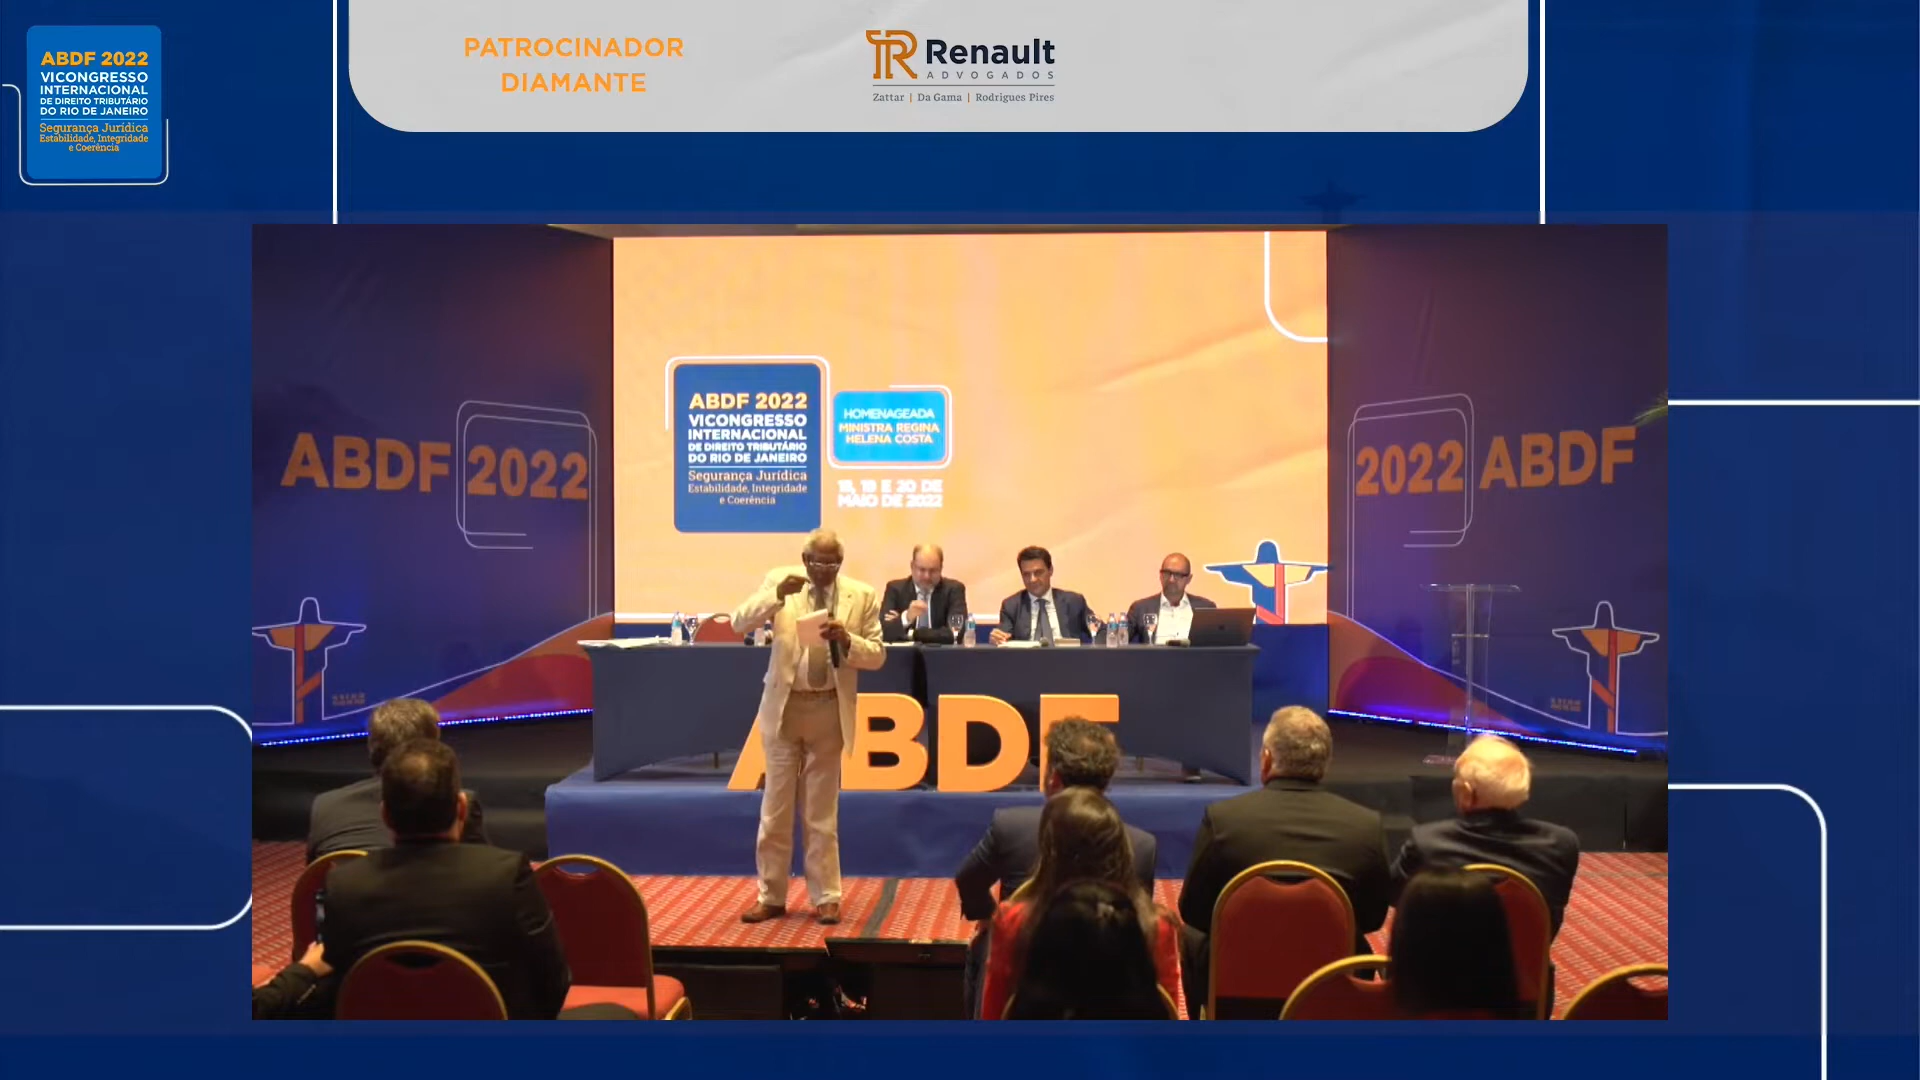 ABDF 2022
VICONGRESSO
INTERNACIONAL
DE DIREITO TRIBUTÁRIO
DO RIO DE JANEIRO
Segurança Jurídica
Estabilidade, Integridade
e Coerência
PATROCINADOR
DIAMANTE
Renault
ADVOGADOS
Zattar | Da Gama | Rodrigues Pires
ABDF 2022
ABDF 2022
VICONGRESSO
INTERNACIONAL
DE DIREITO TRIBUTÁRIO
DO RIO DE JANEIRO
Segurança Jurídica
Estabilidade, Integridade
e Coerência
HOMENAGEADA
MINISTRA REGINA
HELENA COSTA
18, 19 E 20 DE
MAIO DE 2022
2022 ABDF
ABDF